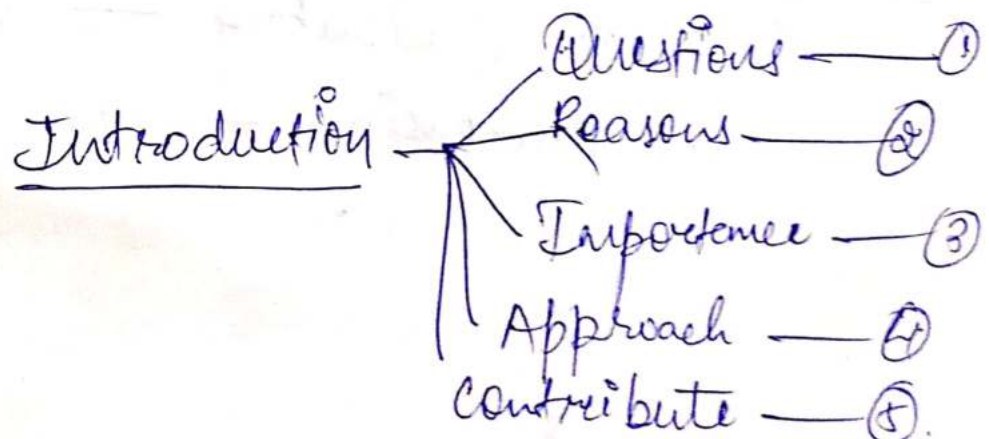 Questions ①
Introduction Reasons ②
Importance ③
Approach ④
Contribute ⑤